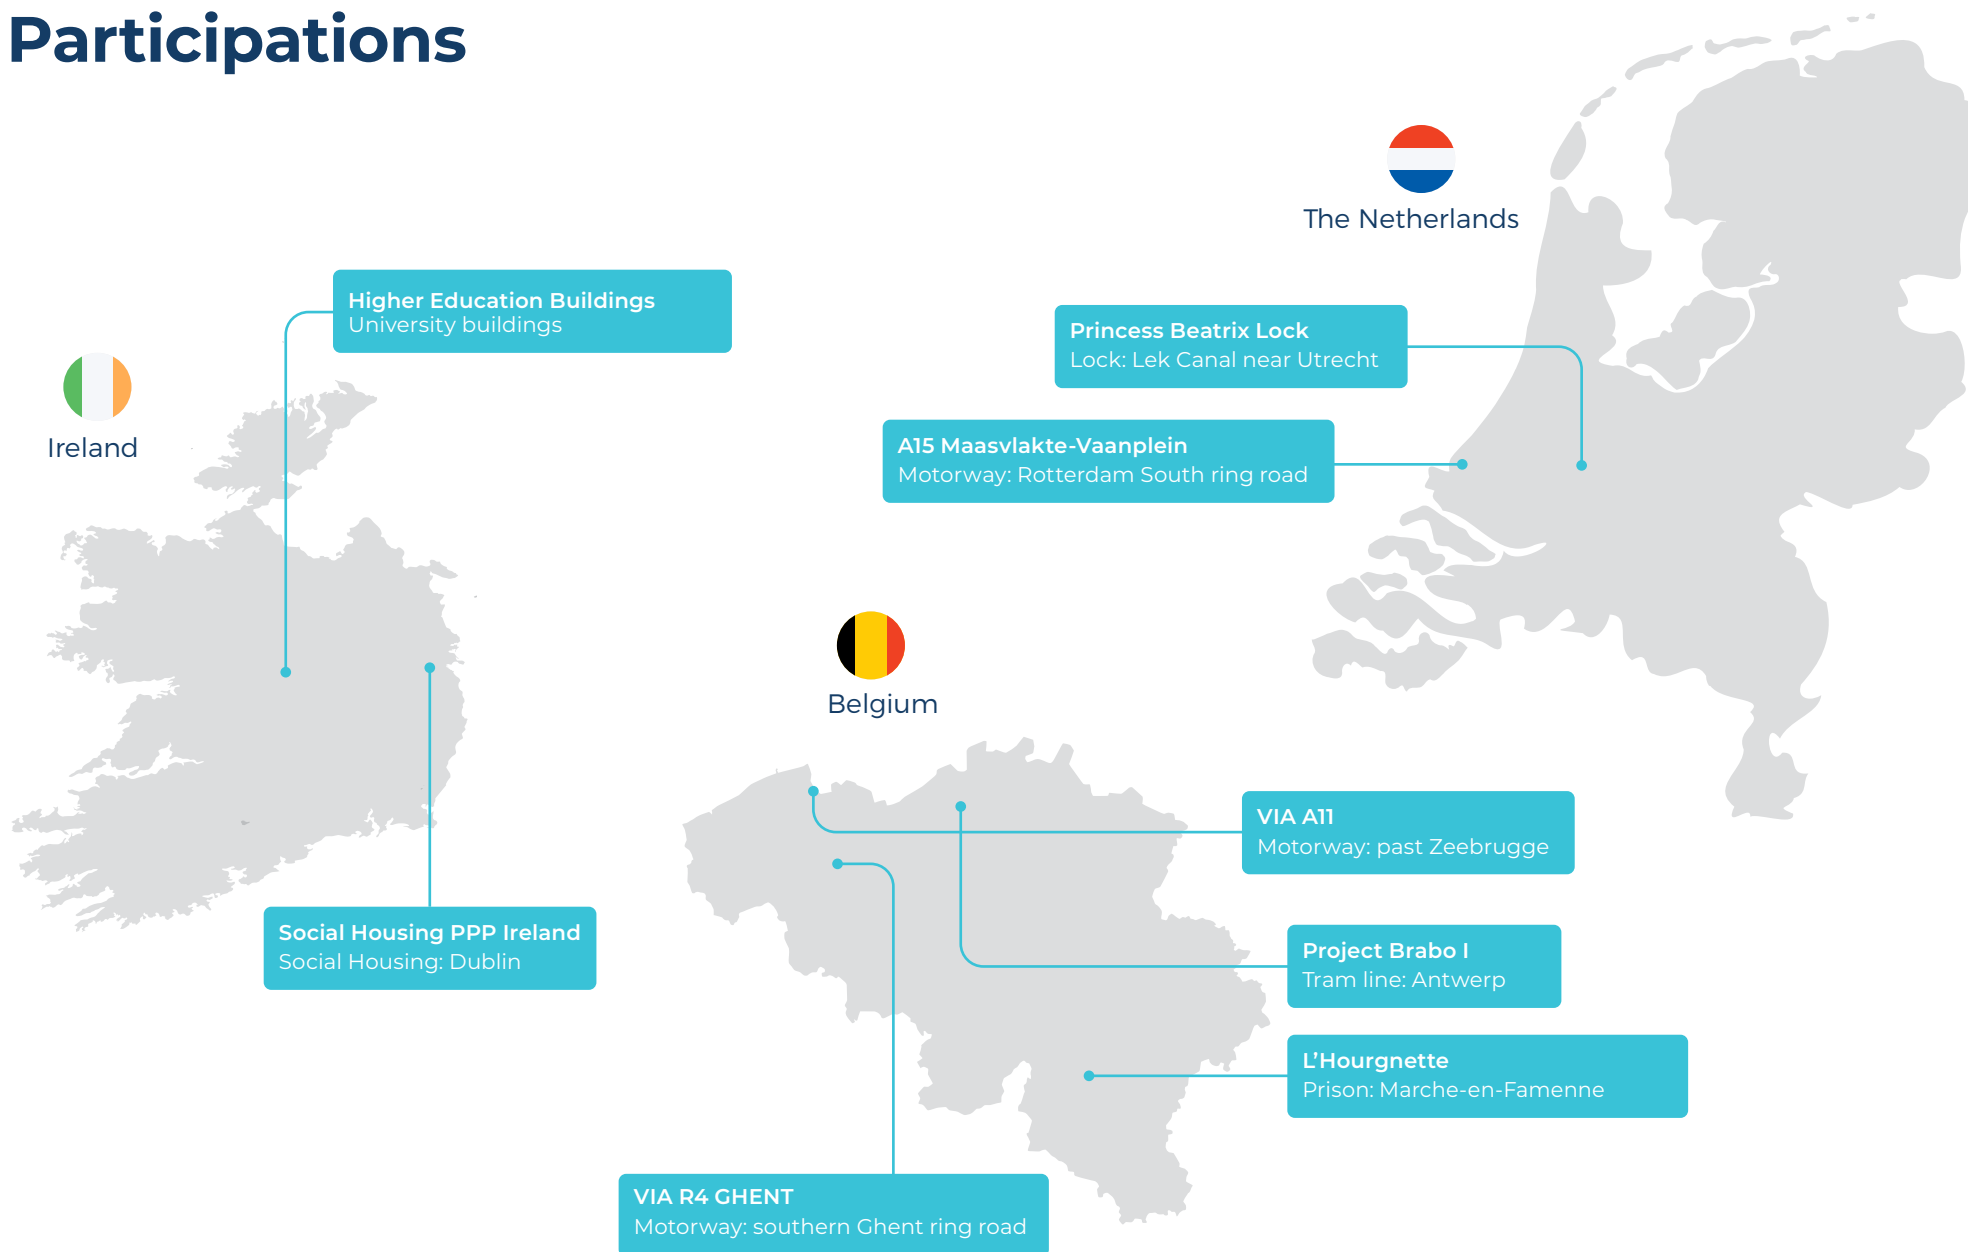 Participations
The Netherlands
Higher Education Buildings
University buildings
Princess Beatrix Lock
Lock: Lek Canal near Utrecht
Ireland
A15 Maasvlakte-Vaanplein
Motorway: Rotterdam South ring road
Belgium
VIA A11
Motorway: past Zeebrugge
Social Housing PPP Ireland
Social Housing: Dublin
Project Brabo I
Tram line: Antwerp
L’Hourgnette
Prison: Marche-en-Famenne
VIA R4 GHENT
Motorway: southern Ghent ring road